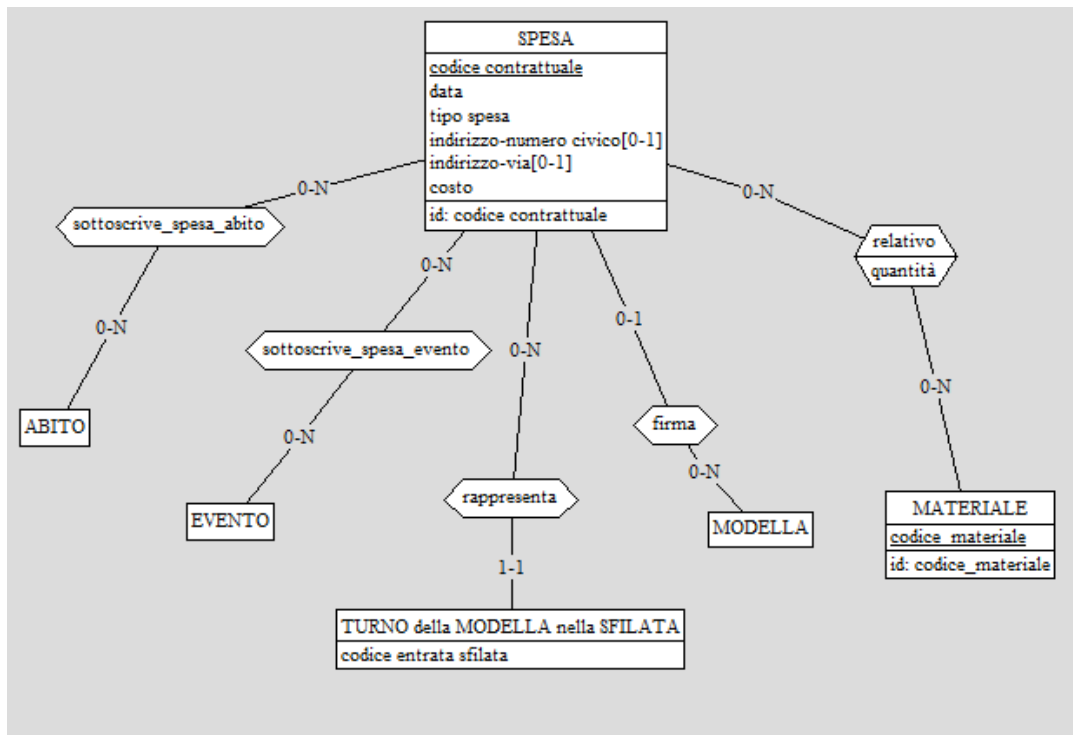 SPESA
codice contrattuale
data
tipo spesa
indirizzo-numero civico[0-1]
indirizzo-via[0-1]
costo
id: codice contrattuale
0-N
0-N
sottoscrive_spesa_abito
relativo
quantità
0-N
0-1
0-N
0-N
sottoscrive_spesa_evento
0-N
0-N
ABITO
firma
0-N
0-N
rappresenta
EVENTO
MODELLA
MATERIALE
codice_materiale
id: codice_materiale
1-1
TURNO della MODELLA nella SFILATA
codice entrata sfilata